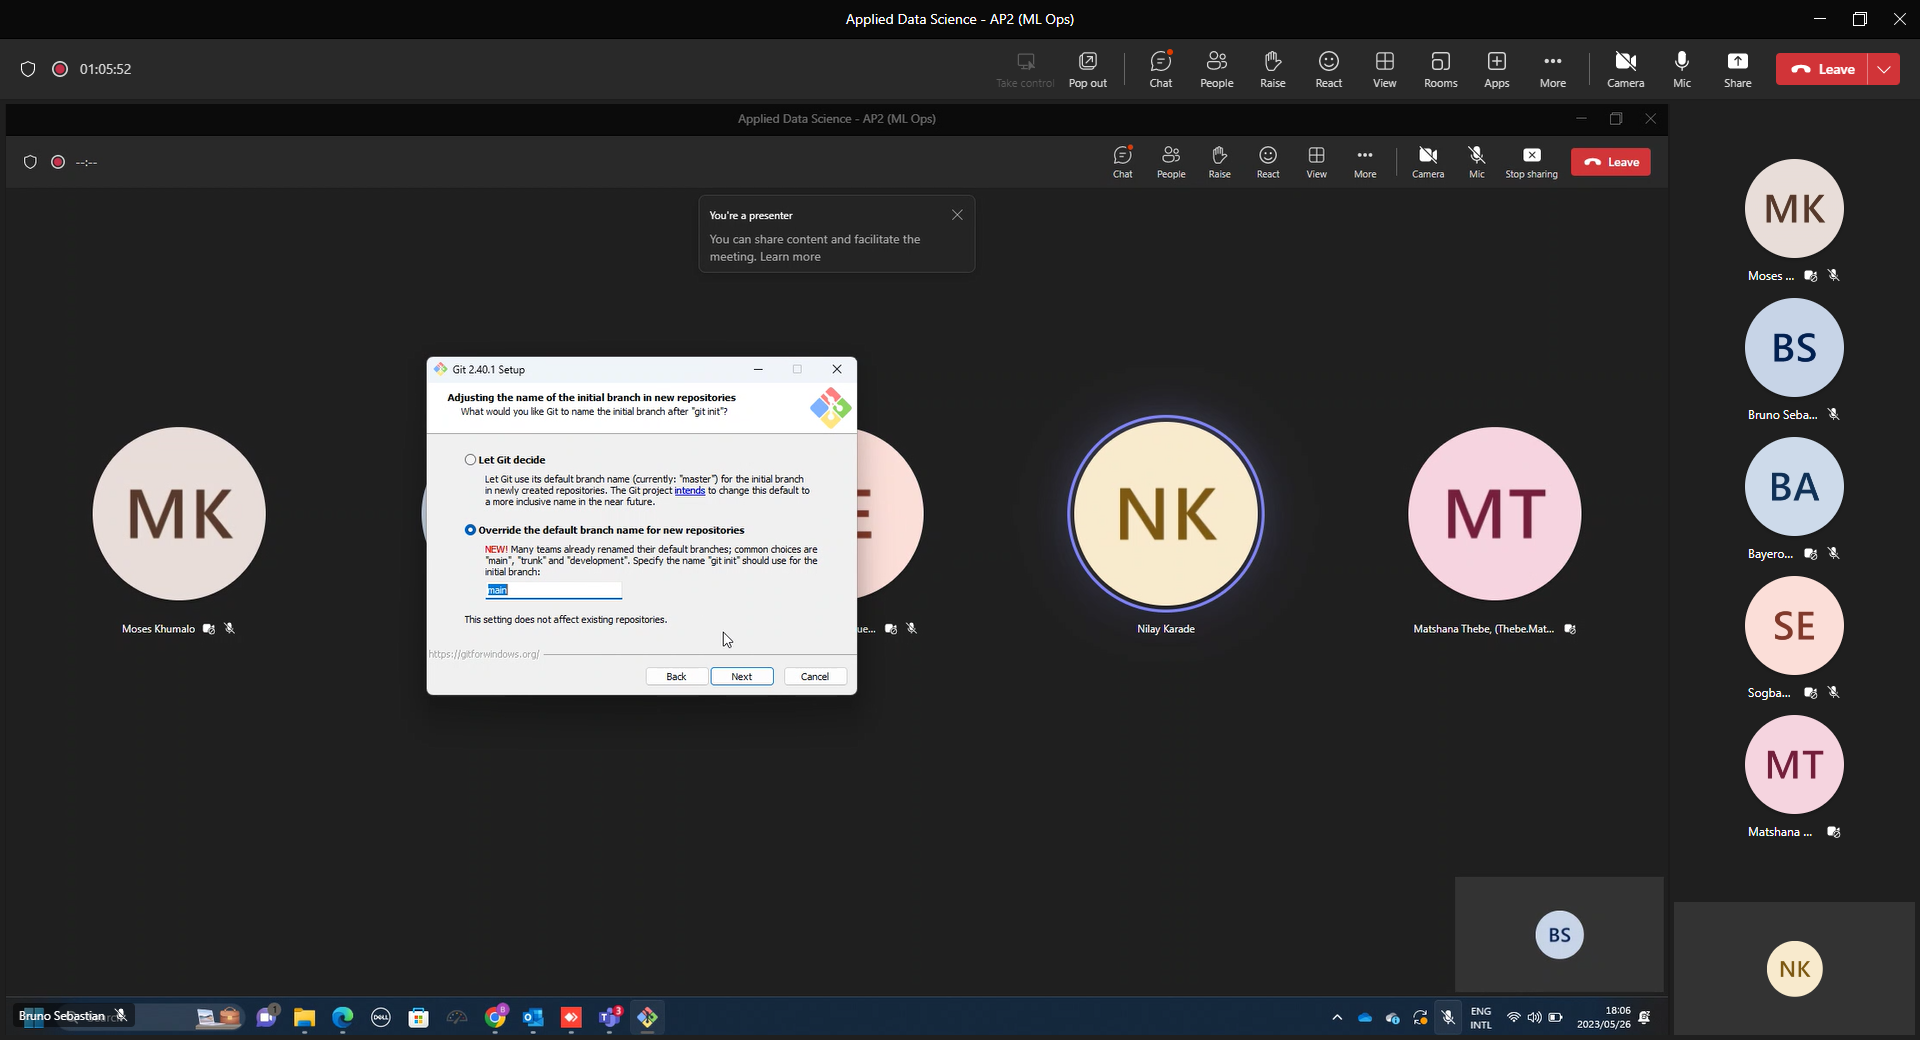 Applied Data Science - AP2 (ML Ops)
01:05:52
Take control
Pop out
Chat
People
Raise
React
View
Rooms
Apps
More
Camera
Mic
Share
Leave
Applied Data Science - AP2 (ML Ops)
--:--
Chat
People
Raise
React
View
More
Camera
Mic
Stop sharing
Leave
You're a presenter
You can share content and facilitate the
meeting. Learn more
Git 2.40.1 Setup
Adjusting the name of the initial branch in new repositories
What would you like Git to name the initial branch after "git init"?
Let Git decide
Let Git use its default branch name (currently: "master") for the initial branch
in newly created repositories. The Git project intends to change this default to
a more inclusive name in the near future.
Override the default branch name for new repositories
NEW! Many teams already renamed their default branches; common choices are
"main", "trunk" and "development". Specify the name "git init" should use for the
initial branch:
main
This setting does not affect existing repositories.
https://gitforwindows.org/
Back
Next
Cancel
MK
Moses Khumalo
E
ue...
NK
Nilay Karade
MT
Matshana Thebe, (Thebe.Mat...
BS
MK
Moses ...
BS
Bruno Seba...
BA
Bayero...
SE
Sogba...
MT
Matshana ...
NK
Bruno Sebastian
1
DELL
8
3
ENG
INTL
18:06
2023/05/26